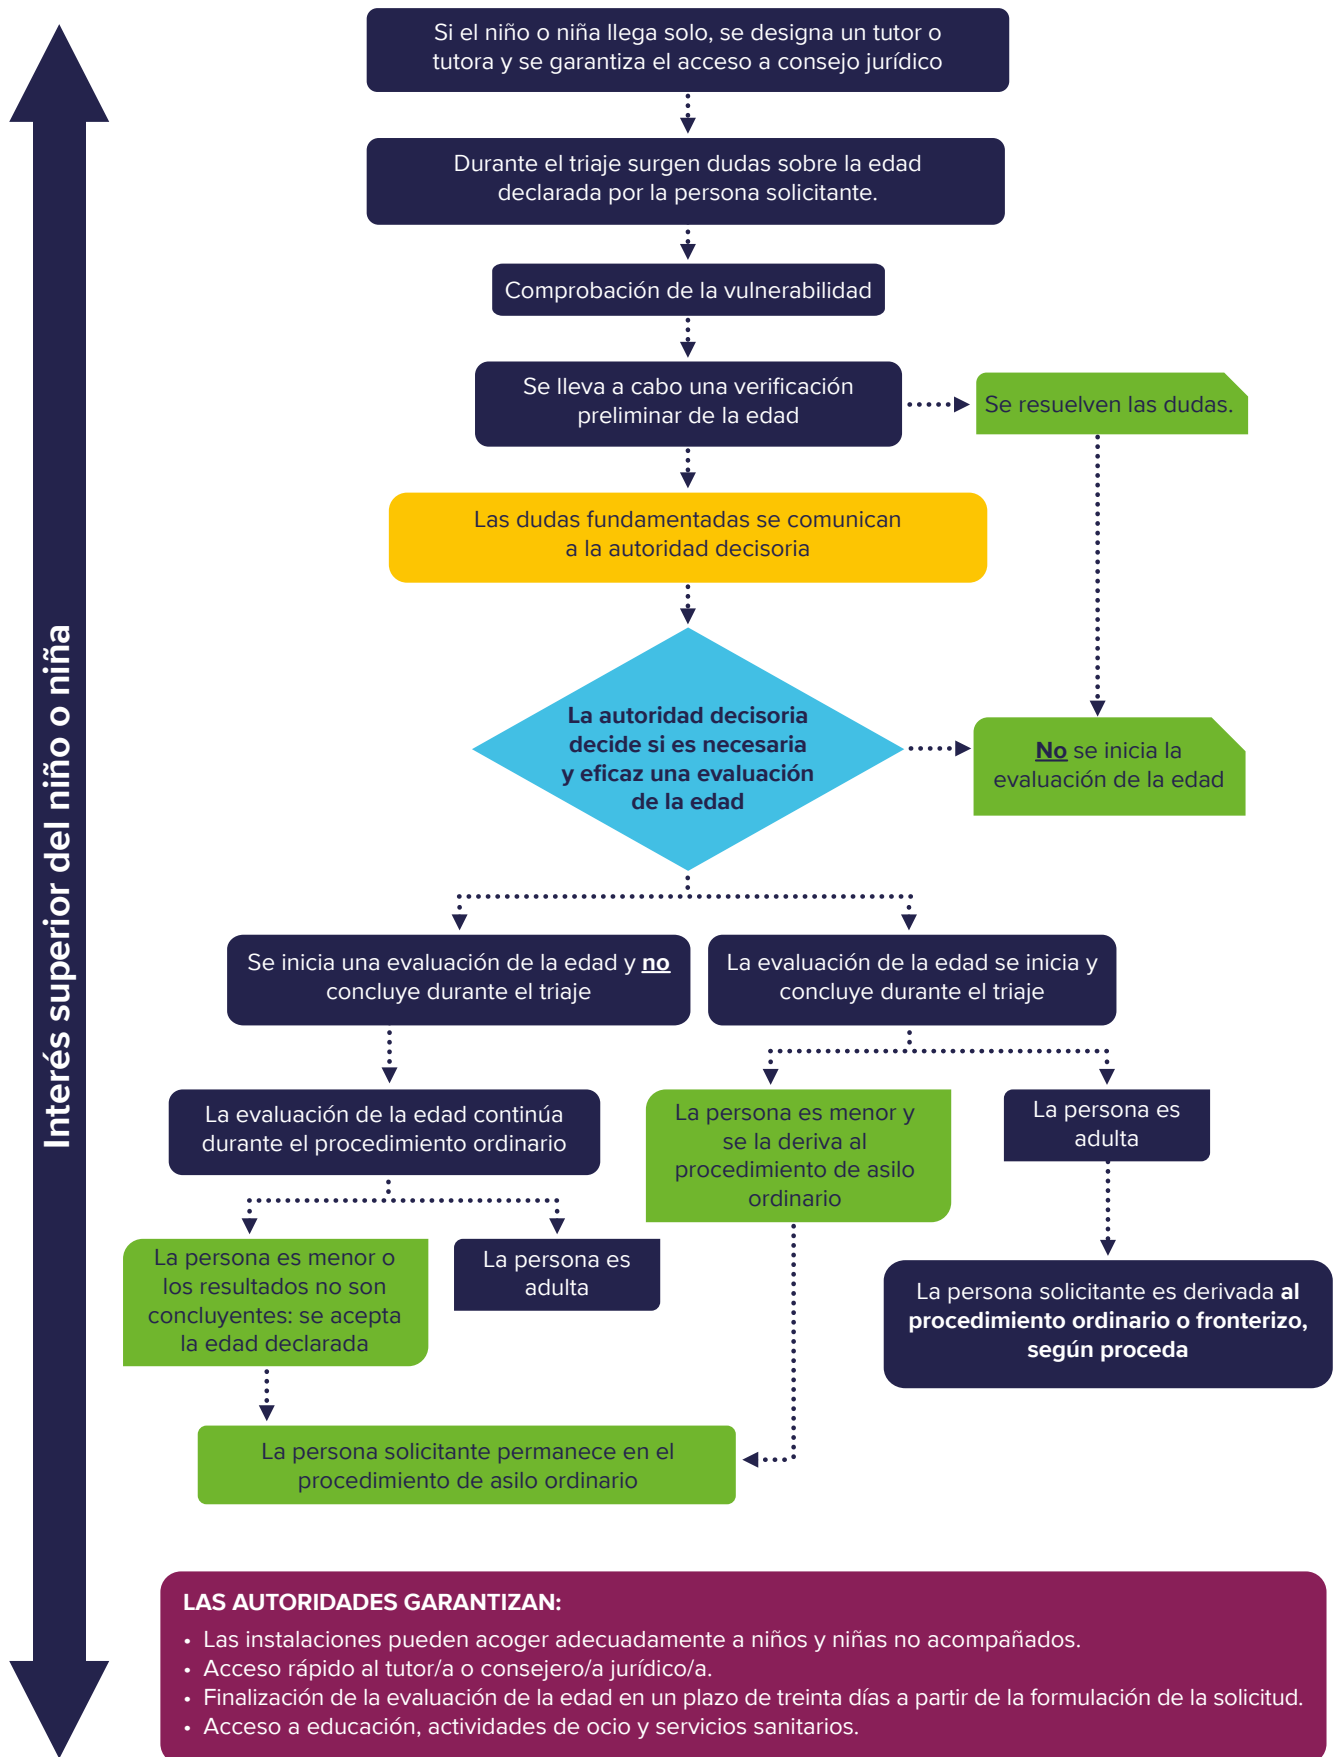 Si el niño o niña llega solo, se designa un tutor o
tutora y se garantiza el acceso a consejo jurídico
Durante el triaje surgen dudas sobre la edad
declarada por la persona solicitante.
Comprobación de la vulnerabilidad
Se lleva a cabo una verificación
preliminar de la edad
Se resuelven las dudas.
Las dudas fundamentadas se comunican
a la autoridad decisoria
La autoridad decisoria
decide si es necesaria
y eficaz una evaluación
de la edad
No se inicia la
evaluación de la edad
Interés superior del niño o niña
Se inicia una evaluación de la edad y no
concluye durante el triaje
La evaluación de la edad se inicia y
concluye durante el triaje
La evaluación de la edad continúa
durante el procedimiento ordinario
La persona es menor y
se la deriva al
procedimiento de asilo
ordinario
La persona es
adulta
La persona es menor o
los resultados no son
concluyentes: se acepta
la edad declarada
La persona es
adulta
La persona solicitante es derivada al
procedimiento ordinario o fronterizo,
según proceda
La persona solicitante permanece en el
procedimiento de asilo ordinario
LAS AUTORIDADES GARANTIZAN:
• Las instalaciones pueden acoger adecuadamente a niños y niñas no acompañados.
• Acceso rápido al tutor/a o consejero/a jurídico/a.
• Finalización de la evaluación de la edad en un plazo de treinta días a partir de la formulación de la solicitud.
• Acceso a educación, actividades de ocio y servicios sanitarios.